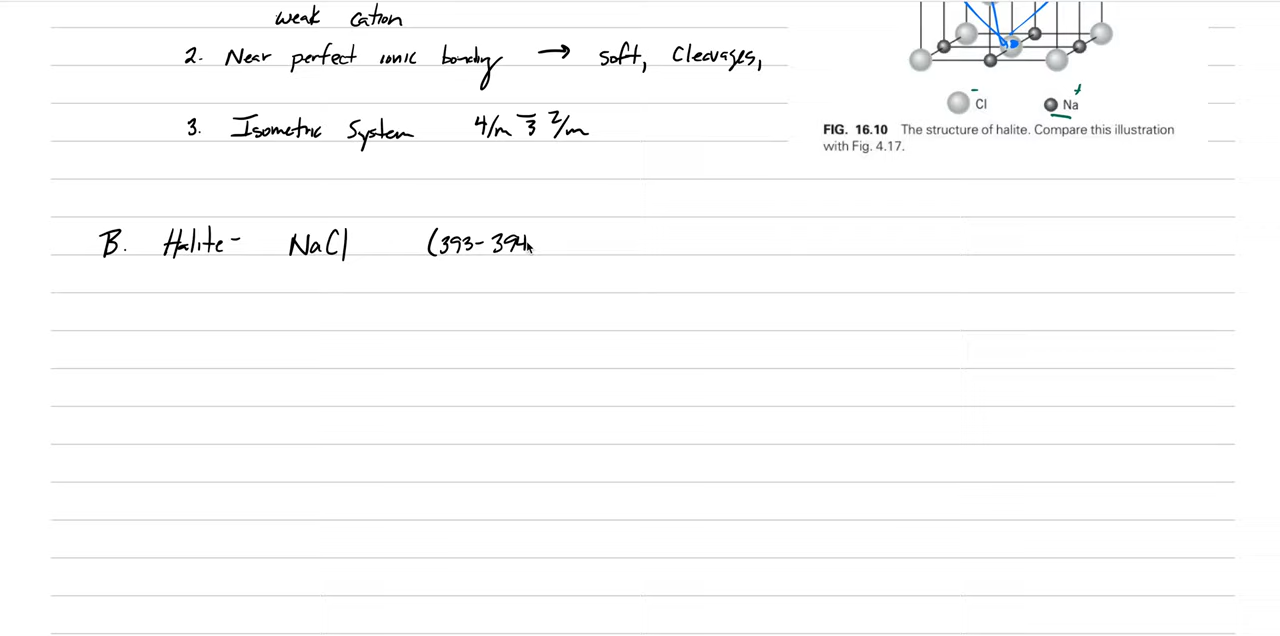 weak cation
2. Near perfect ionic bonding → soft, Cleavages,
3. Isometric System 4/m 3̅ 2/m
- Cl + Na
FIG. 16.10 The structure of halite. Compare this illustration
with Fig. 4.17.
B. Halite - NaCl (393-394